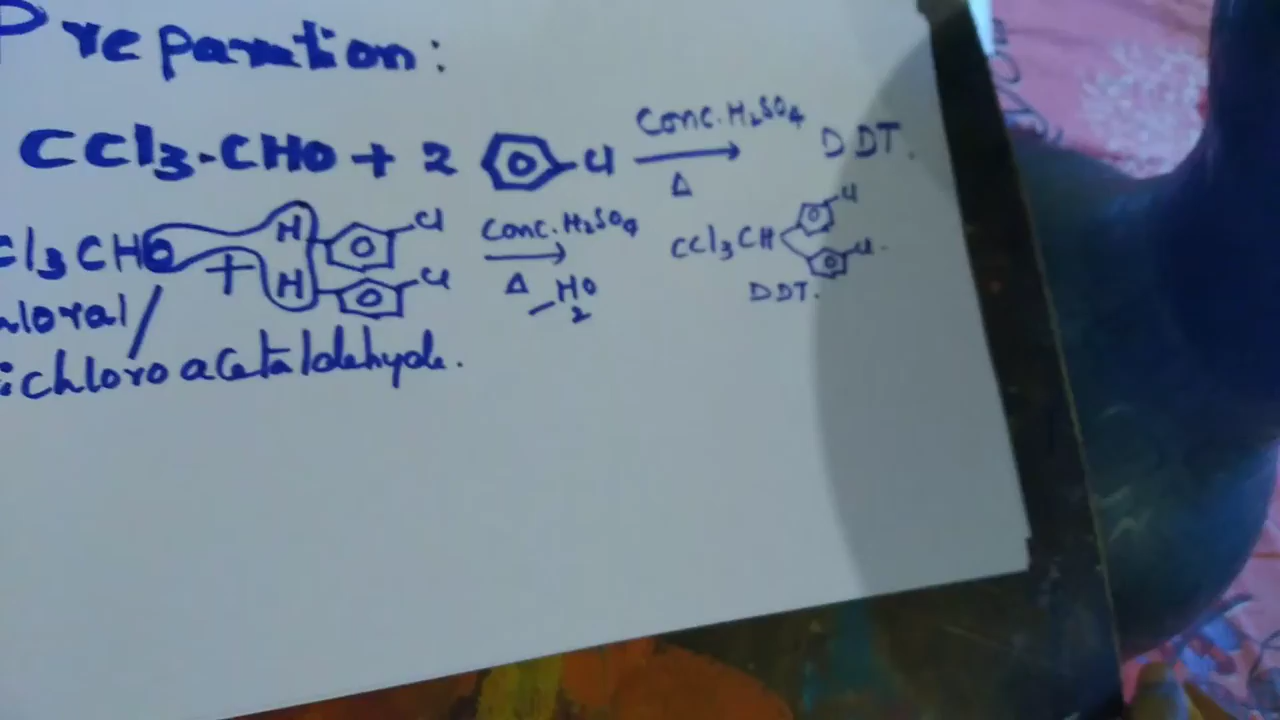 Preparation:
CCl3-CHO + 2 Cl Conc. H2SO4 Δ DDT.
Cl3CHO + H Cl H Cl Conc. H2SO4 Δ -H2O CCl3CH Cl Cl.
DDT.
loral/
ichloroacetaldehyde.